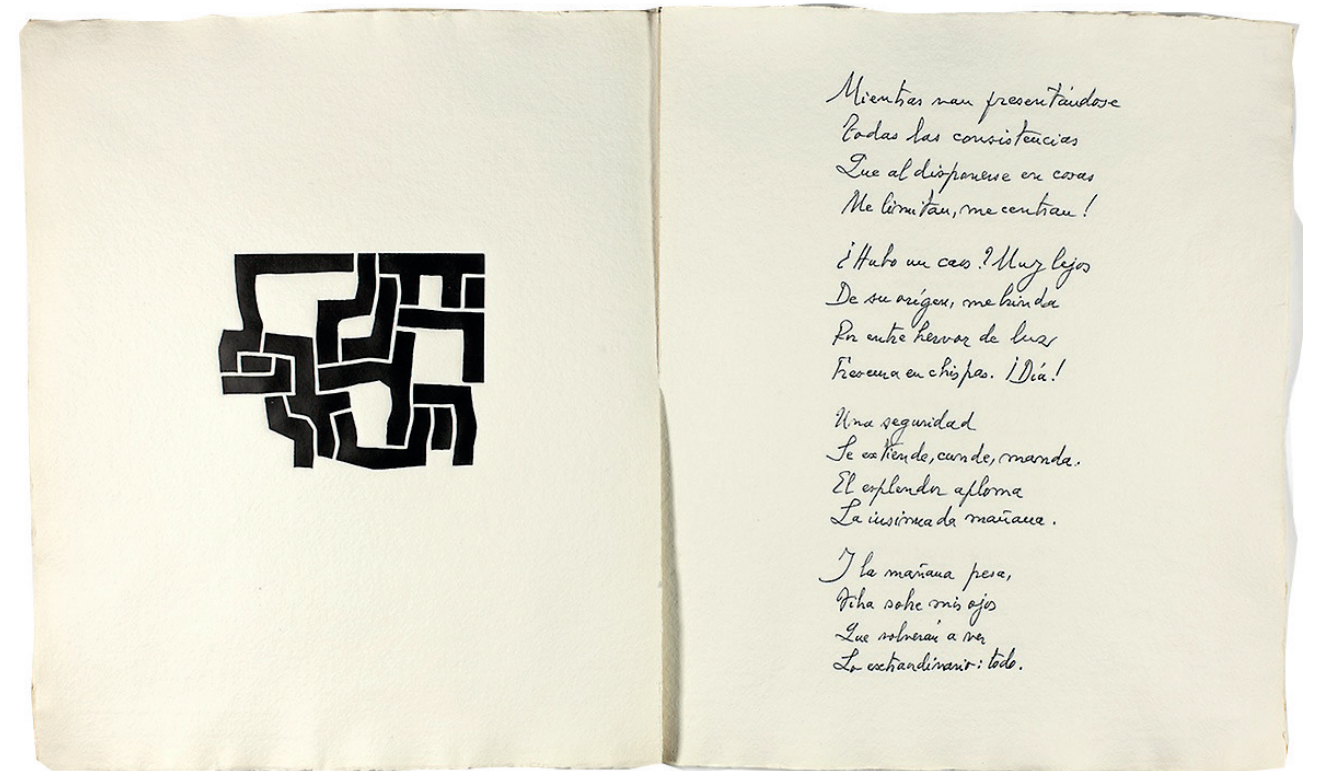 Mientras van presentándose
Todas las consistencias
Que al disponerse en cosas
Me limitan, me centran!
¿Hubo un caos? Muy lejos
De su origen, me brinda
Por entre hervor de luz
Frescura en chispas. ¡Día!
Una seguridad
Se extiende, cunde, manda.
El esplendor aploma
La insinuada mañana.
Y la mañana pesa,
Vibra sobre mis ojos
Que volverán a ver
Lo extraordinario: todo.